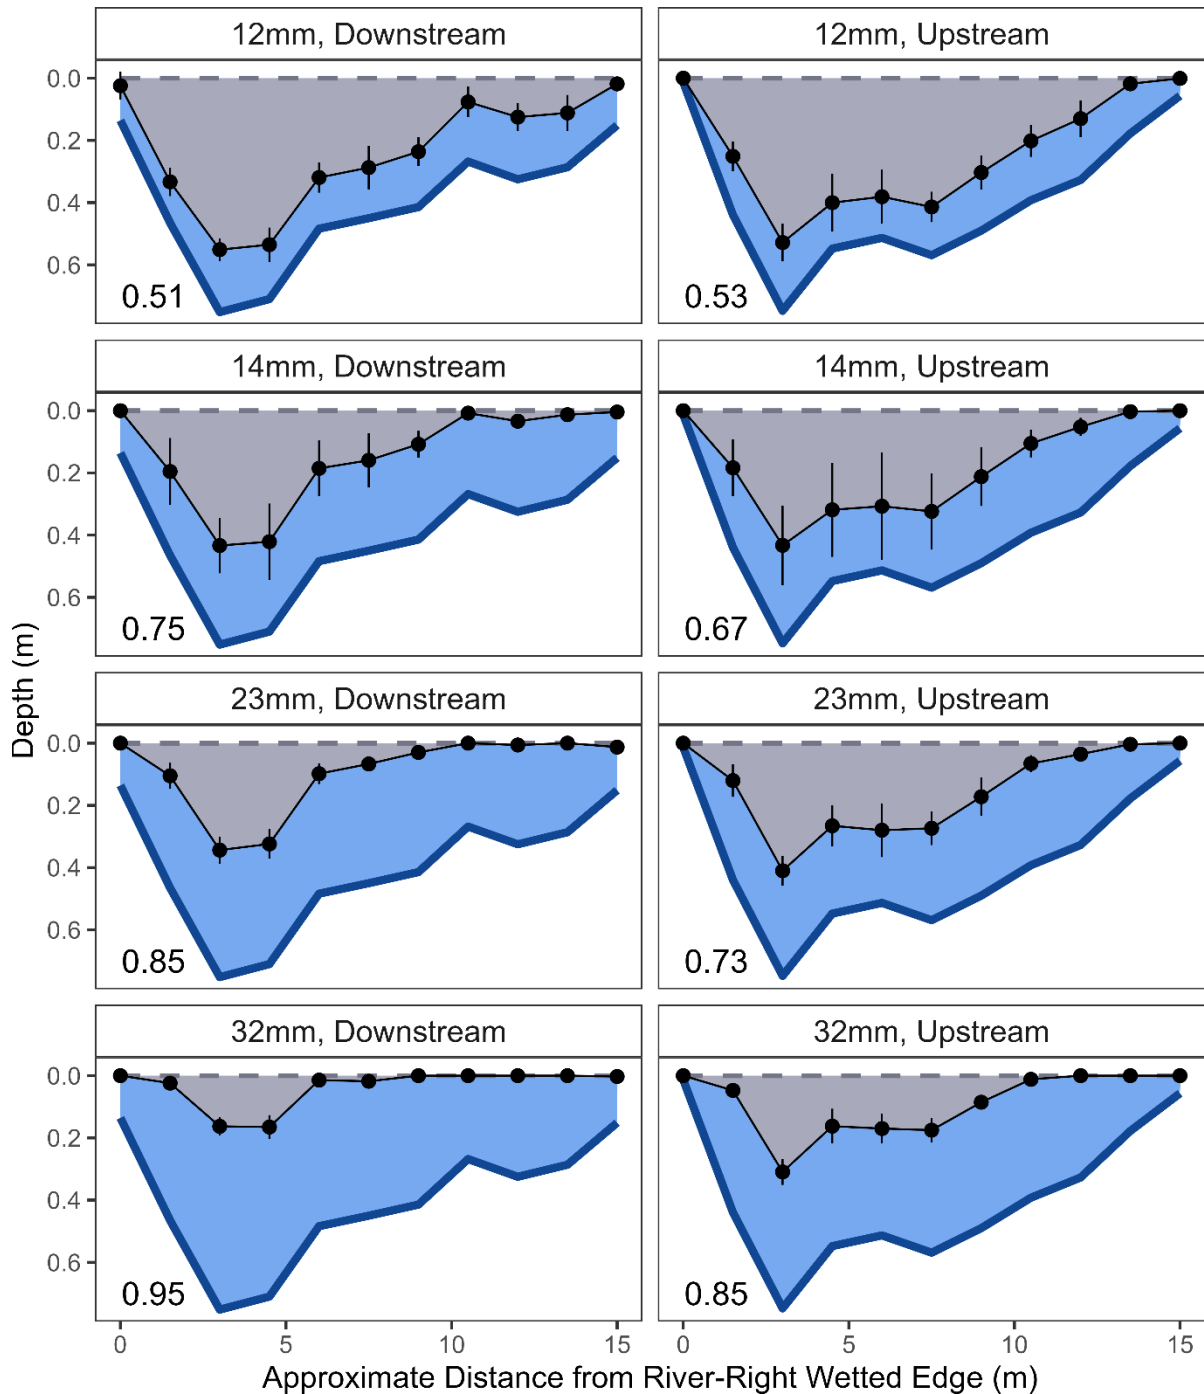 12mm, Downstream
12mm, Upstream
0.0
0.2
0.4
0.6
0.51
0.53
14mm, Downstream
14mm, Upstream
0.0
0.2
0.4
0.6
0.75
0.67
Depth (m)
23mm, Downstream
23mm, Upstream
0.0
0.2
0.4
0.6
0.85
0.73
32mm, Downstream
32mm, Upstream
0.0
0.2
0.4
0.6
0.95
0.85
0 5 10 15
0 5 10 15
Approximate Distance from River-Right Wetted Edge (m)